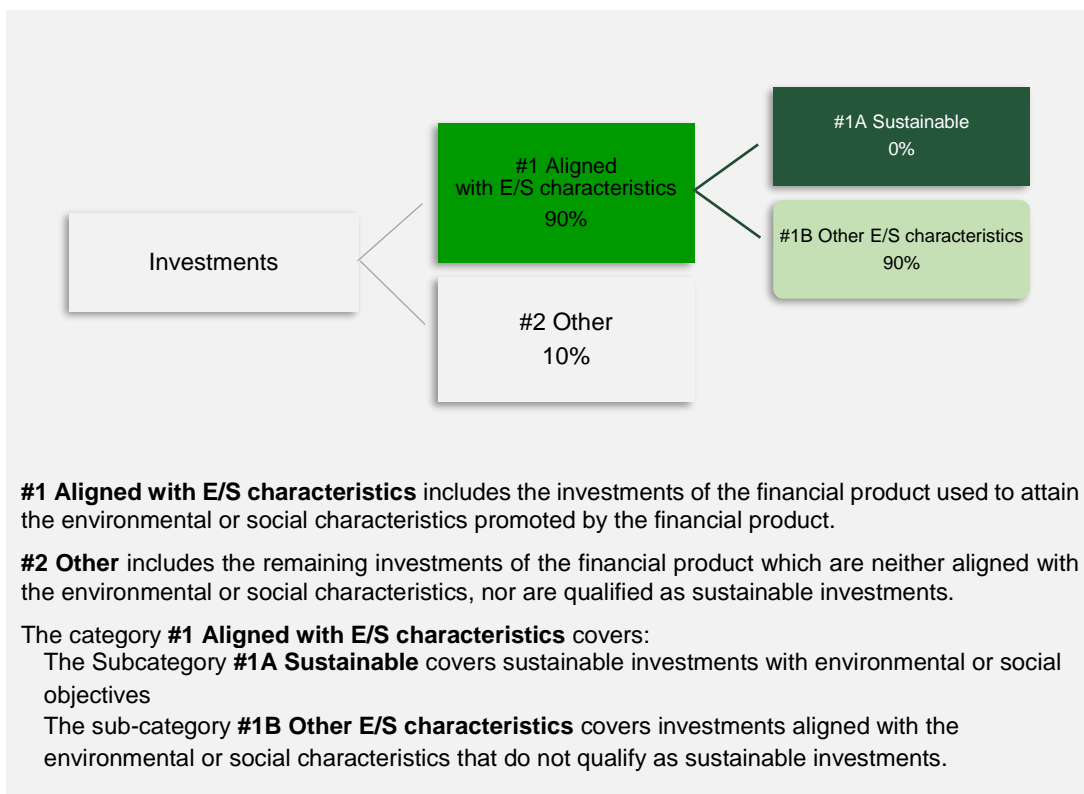 #1A Sustainable
0%
#1 Aligned
with E/S characteristics
90%
#1B Other E/S characteristics
90%
Investments
#2 Other
10%
#1 Aligned with E/S characteristics includes the investments of the financial product used to attain
the environmental or social characteristics promoted by the financial product.
#2 Other includes the remaining investments of the financial product which are neither aligned with
the environmental or social characteristics, nor are qualified as sustainable investments.
The category #1 Aligned with E/S characteristics covers:
The Subcategory #1A Sustainable covers sustainable investments with environmental or social
objectives
The sub-category #1B Other E/S characteristics covers investments aligned with the
environmental or social characteristics that do not qualify as sustainable investments.